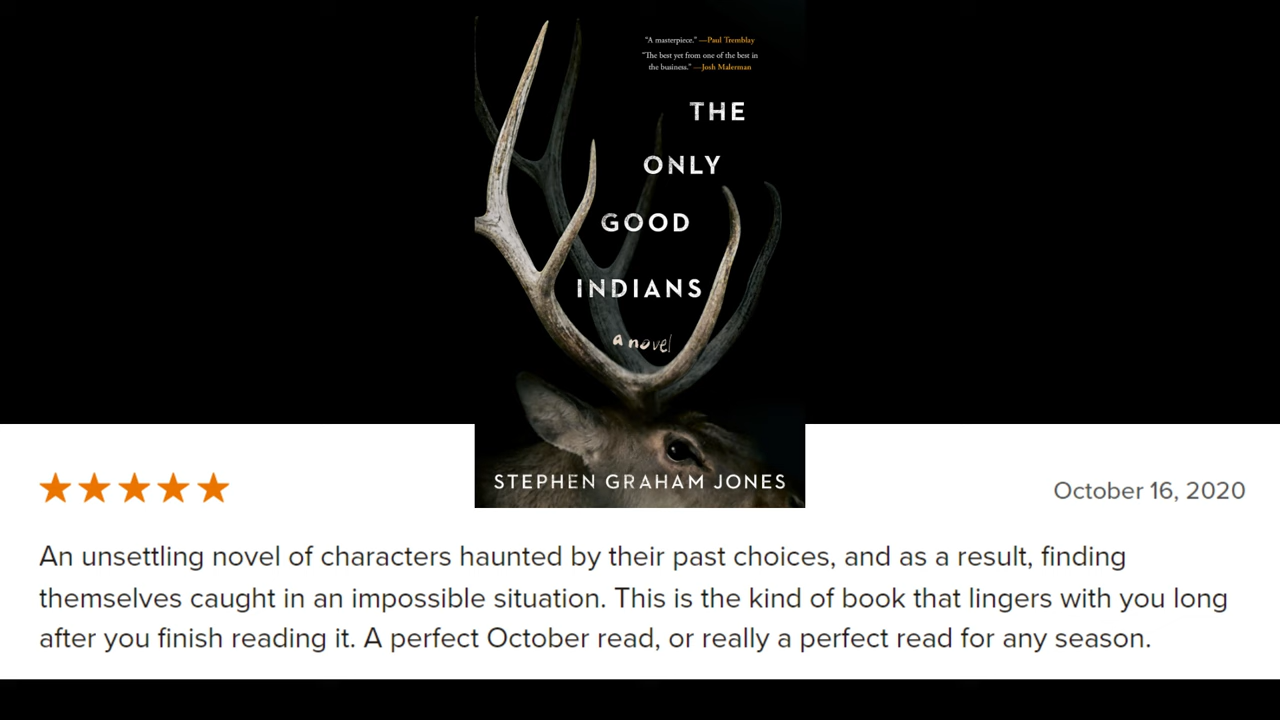 “A masterpiece.” —Paul Tremblay
“The best yet from one of the best in
the business.” —Josh Malerman
THE
ONLY
GOOD
INDIANS
a novel
STEPHEN GRAHAM JONES
October 16, 2020
An unsettling novel of characters haunted by their past choices, and as a result, finding
themselves caught in an impossible situation. This is the kind of book that lingers with you long
after you finish reading it. A perfect October read, or really a perfect read for any season.